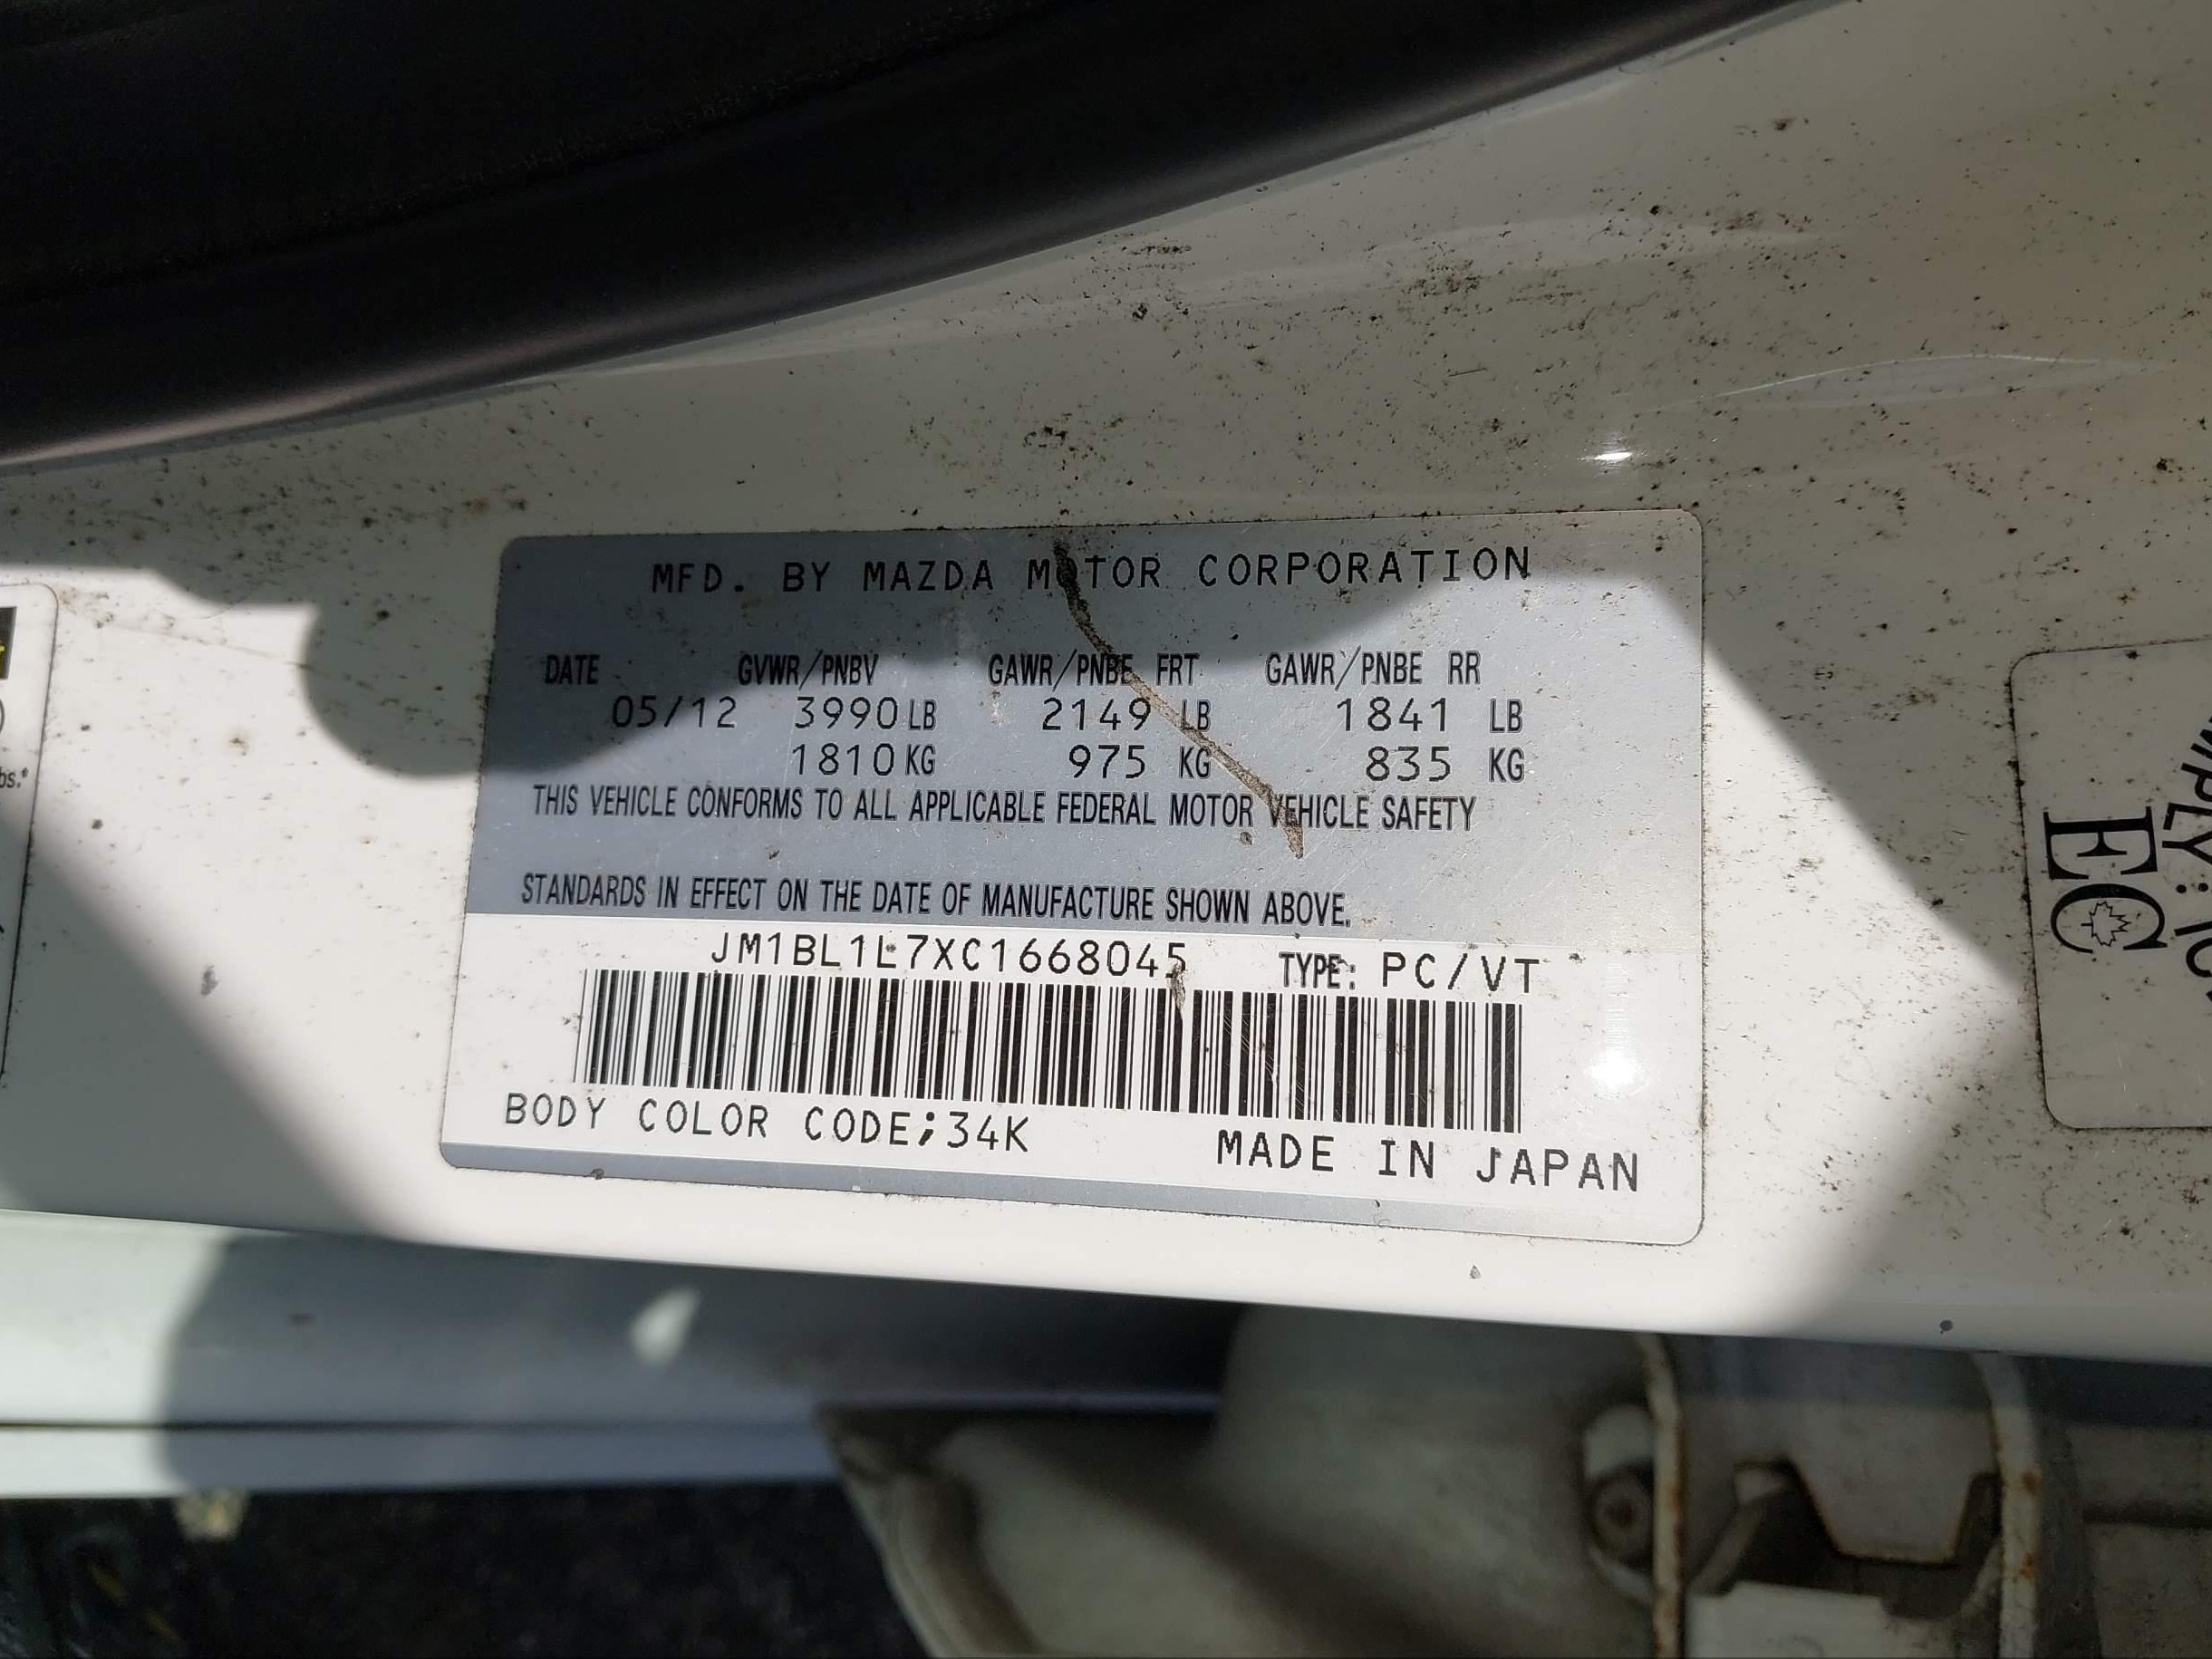 MFD. BY MAZDA MOTOR CORPORATION
DATE GVWR/PNBV GAWR/PNBE FRT GAWR/PNBE RR
05/12 3990 LB 2149 LB 1841 LB
1810 KG 975 KG 835 KG
THIS VEHICLE CONFORMS TO ALL APPLICABLE FEDERAL MOTOR VEHICLE SAFETY
STANDARDS IN EFFECT ON THE DATE OF MANUFACTURE SHOWN ABOVE.
JM1BL1L7XC1668045 TYPE: PC/VT
BODY COLOR CODE;34K MADE IN JAPAN
EC